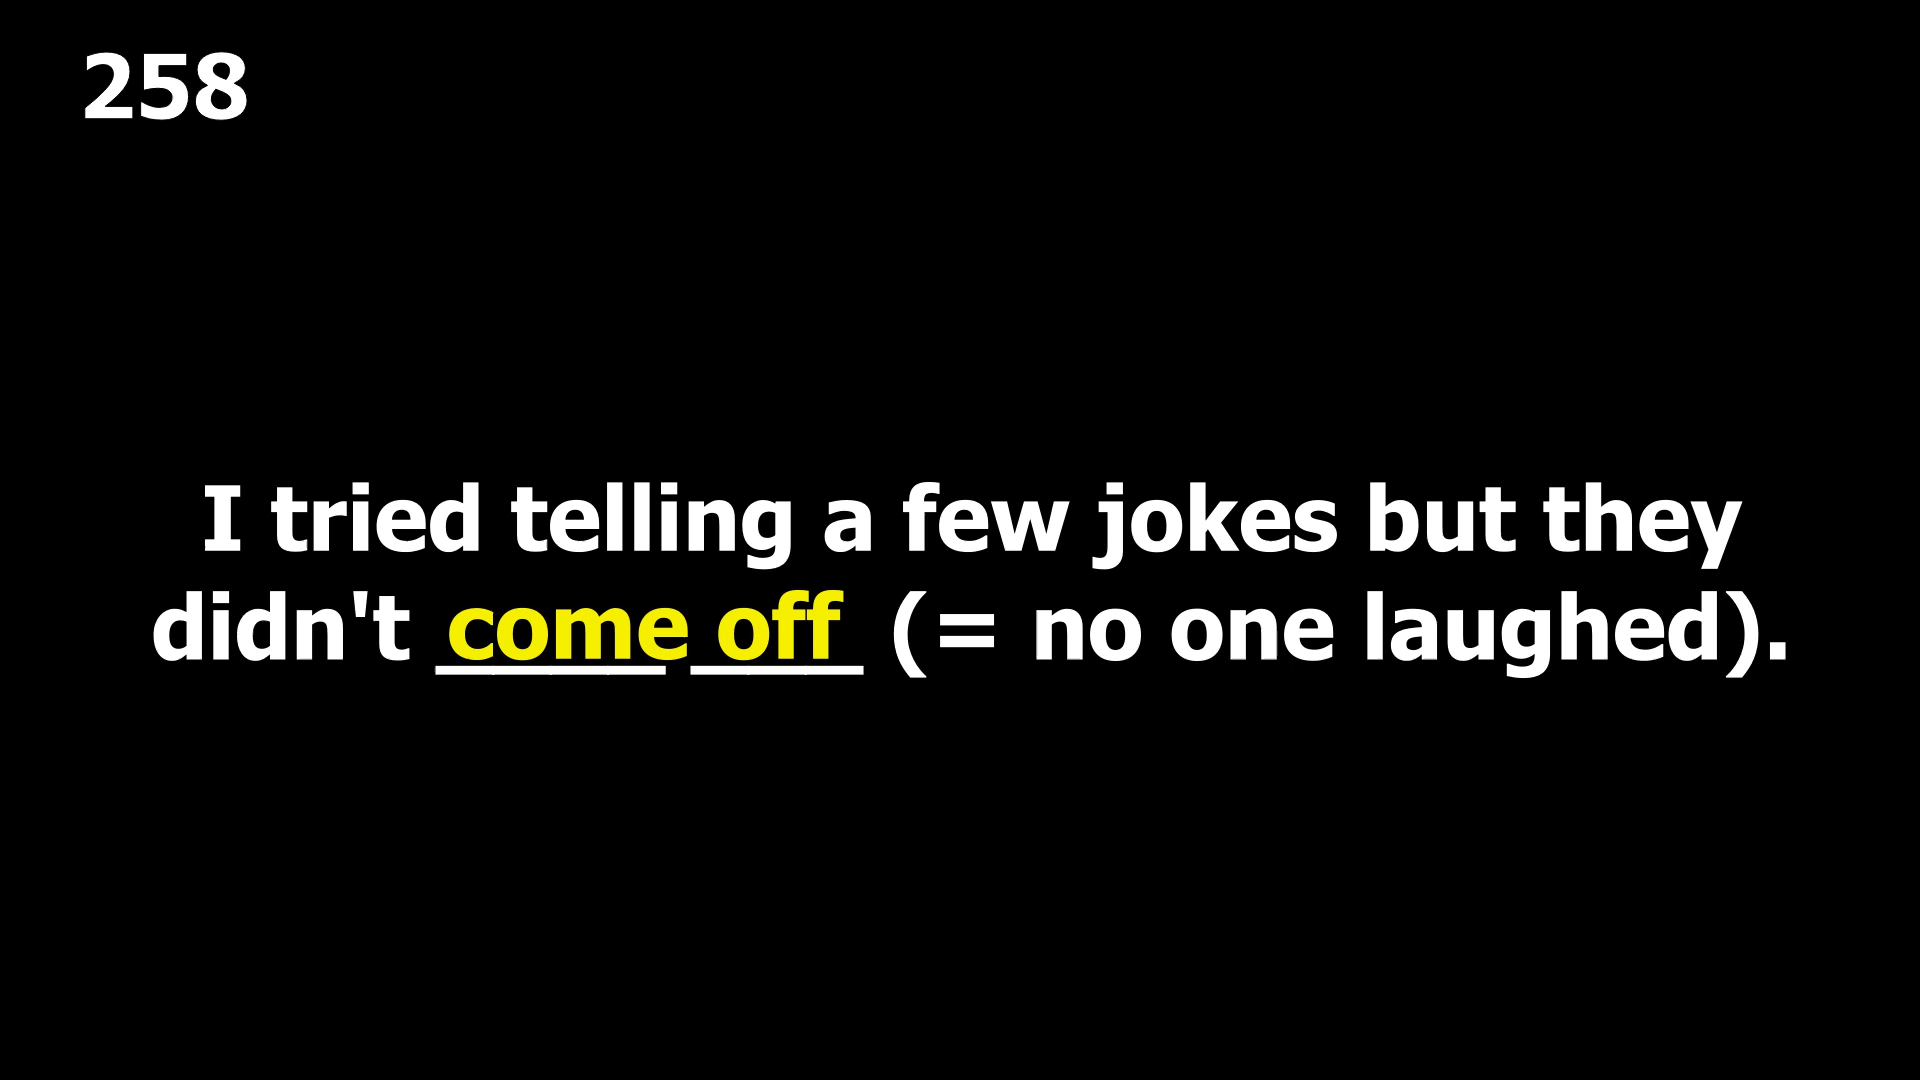 258
I tried telling a few jokes but they
didn't come off (= no one laughed).